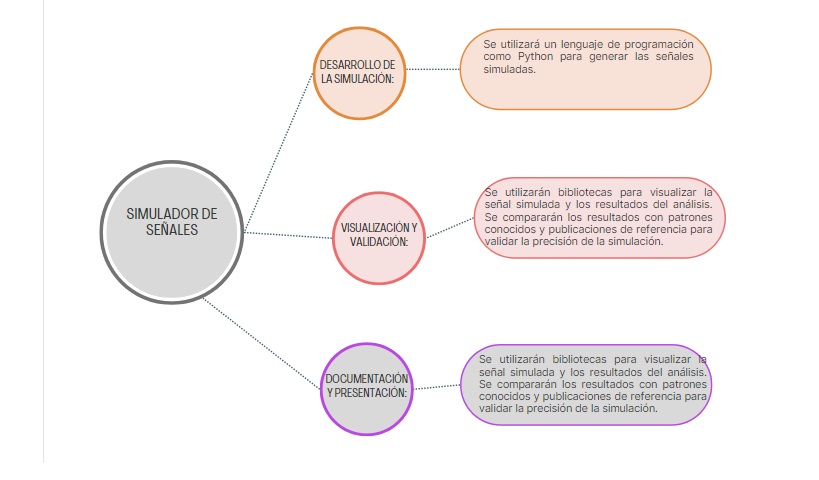 DESARROLLO DE
LA SIMULACIÓN:
Se utilizará un lenguaje de programación
como Python para generar las señales
simuladas.
SIMULADOR DE
SEÑALES
VISUALIZACIÓN Y
VALIDACIÓN:
Se utilizarán bibliotecas para visualizar la
señal simulada y los resultados del análisis.
Se compararán los resultados con patrones
conocidos y publicaciones de referencia para
validar la precisión de la simulación.
DOCUMENTACIÓN
Y PRESENTACIÓN:
Se utilizarán bibliotecas para visualizar la
señal simulada y los resultados del análisis.
Se compararán los resultados con patrones
conocidos y publicaciones de referencia para
validar la precisión de la simulación.